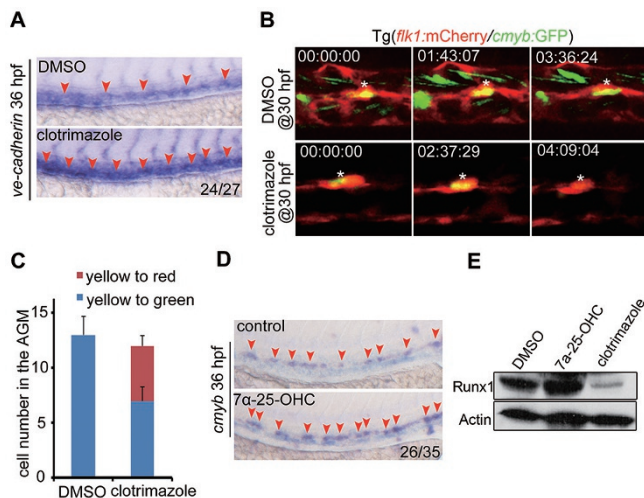 A
ve-cadherin 36 hpf
DMSO
clotrimazole
24/27
B
Tg(flk1:mCherry/cmyb:GFP)
DMSO
@30 hpf
00:00:00
01:43:07
03:36:24
*
*
*
clotrimazole
@30 hpf
00:00:00
02:37:29
04:09:04
*
*
*
C
yellow to red
yellow to green
cell number in the AGM
15
10
5
0
DMSO
clotrimazole
D
cmyb 36 hpf
control
7α-25-OHC
26/35
E
DMSO
7a-25-OHC
clotrimazole
Runx1
Actin